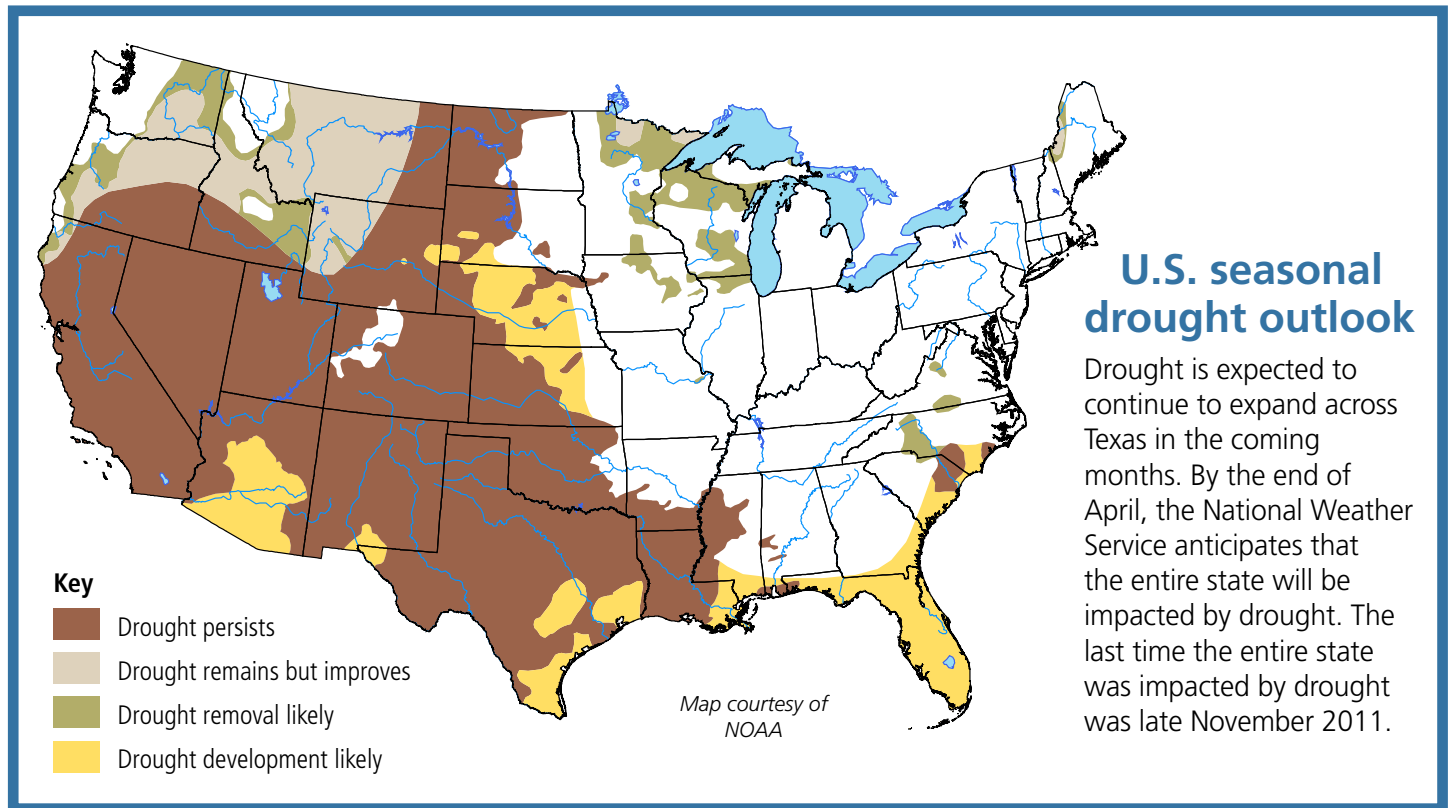 U.S. seasonal
drought outlook
Drought is expected to
continue to expand across
Texas in the coming
months. By the end of
April, the National Weather
Service anticipates that
the entire state will be
impacted by drought. The
last time the entire state
was impacted by drought
was late November 2011.
Key
Drought persists
Drought remains but improves
Drought removal likely
Drought development likely
Map courtesy of
NOAA